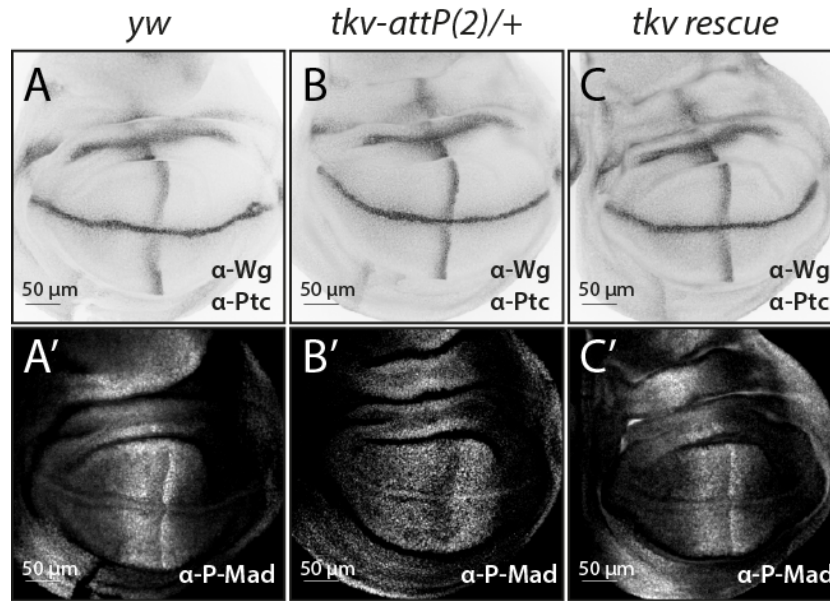 yw
tkv-attP(2)/+
tkv rescue
A
α-Wg
α-Ptc
50 μm
B
α-Wg
α-Ptc
50 μm
C
α-Wg
α-Ptc
50 μm
A'
50 μm
α-P-Mad
B'
50 μm
α-P-Mad
C'
50 μm
α-P-Mad